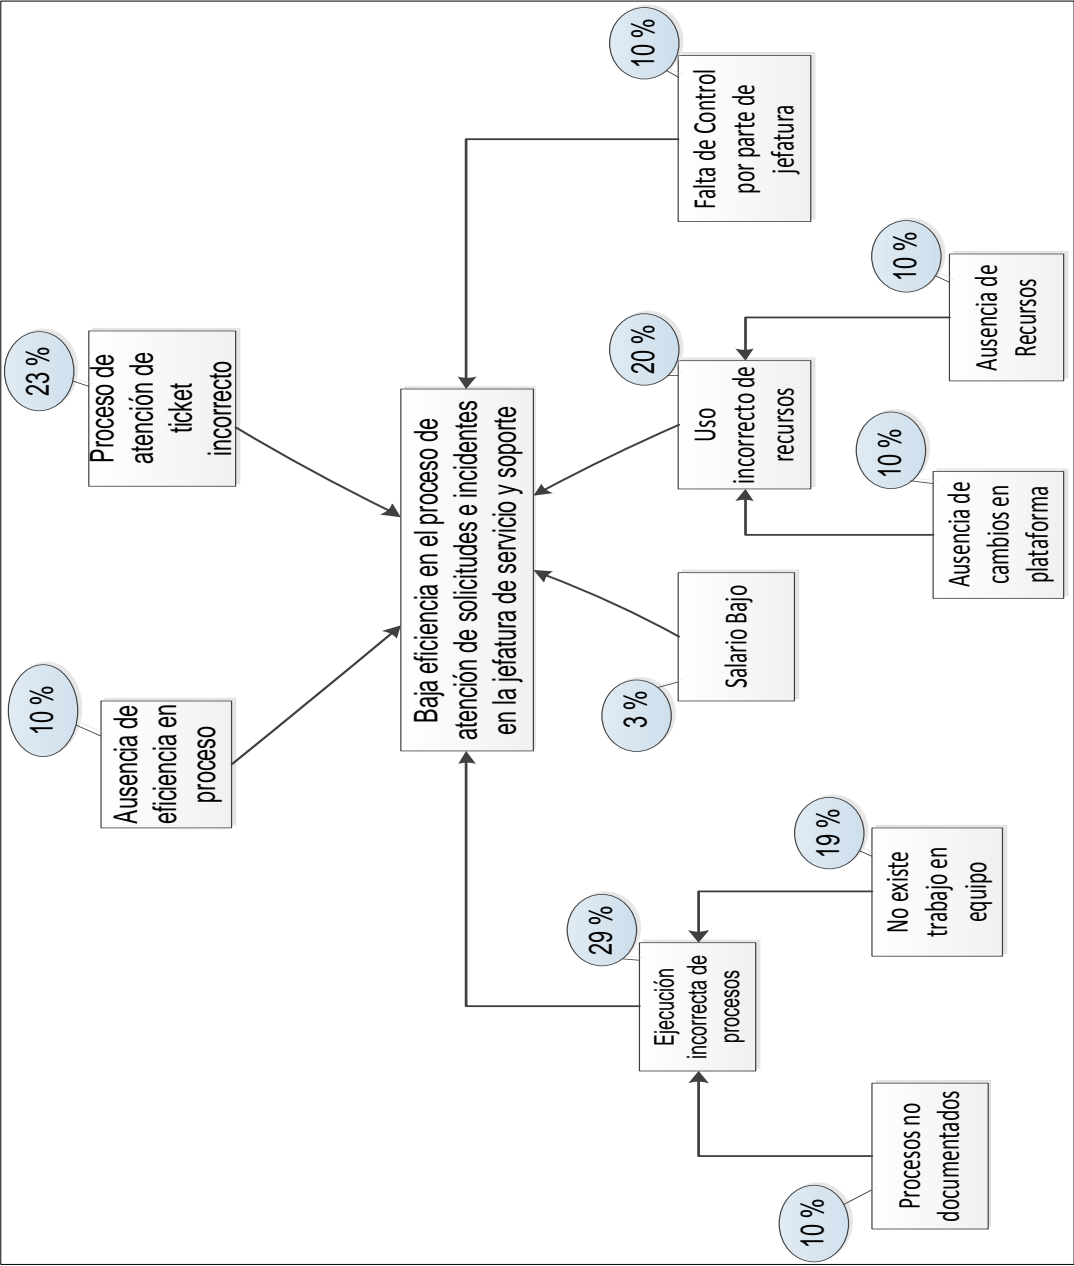 10 %
Ausencia de
eficiencia en
proceso
23 %
Proceso de
atención de
ticket
incorrecto
Baja eficiencia en el proceso de
atención de solicitudes e incidentes
en la jefatura de servicio y soporte
29 %
Ejecución
incorrecta de
procesos
3 %
Salario Bajo
20 %
Uso
incorrecto de
recursos
10 %
Falta de Control
por parte de
jefatura
10 %
Procesos no
documentados
19 %
No existe
trabajo en
equipo
10 %
Ausencia de
cambios en
plataforma
10 %
Ausencia de
Recursos